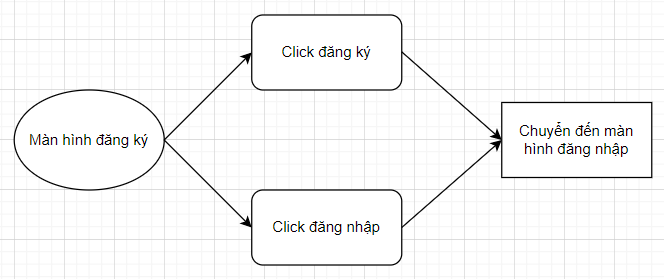 Click đăng ký
Màn hình đăng ký
Chuyển đến màn
hình đăng nhập
Click đăng nhập